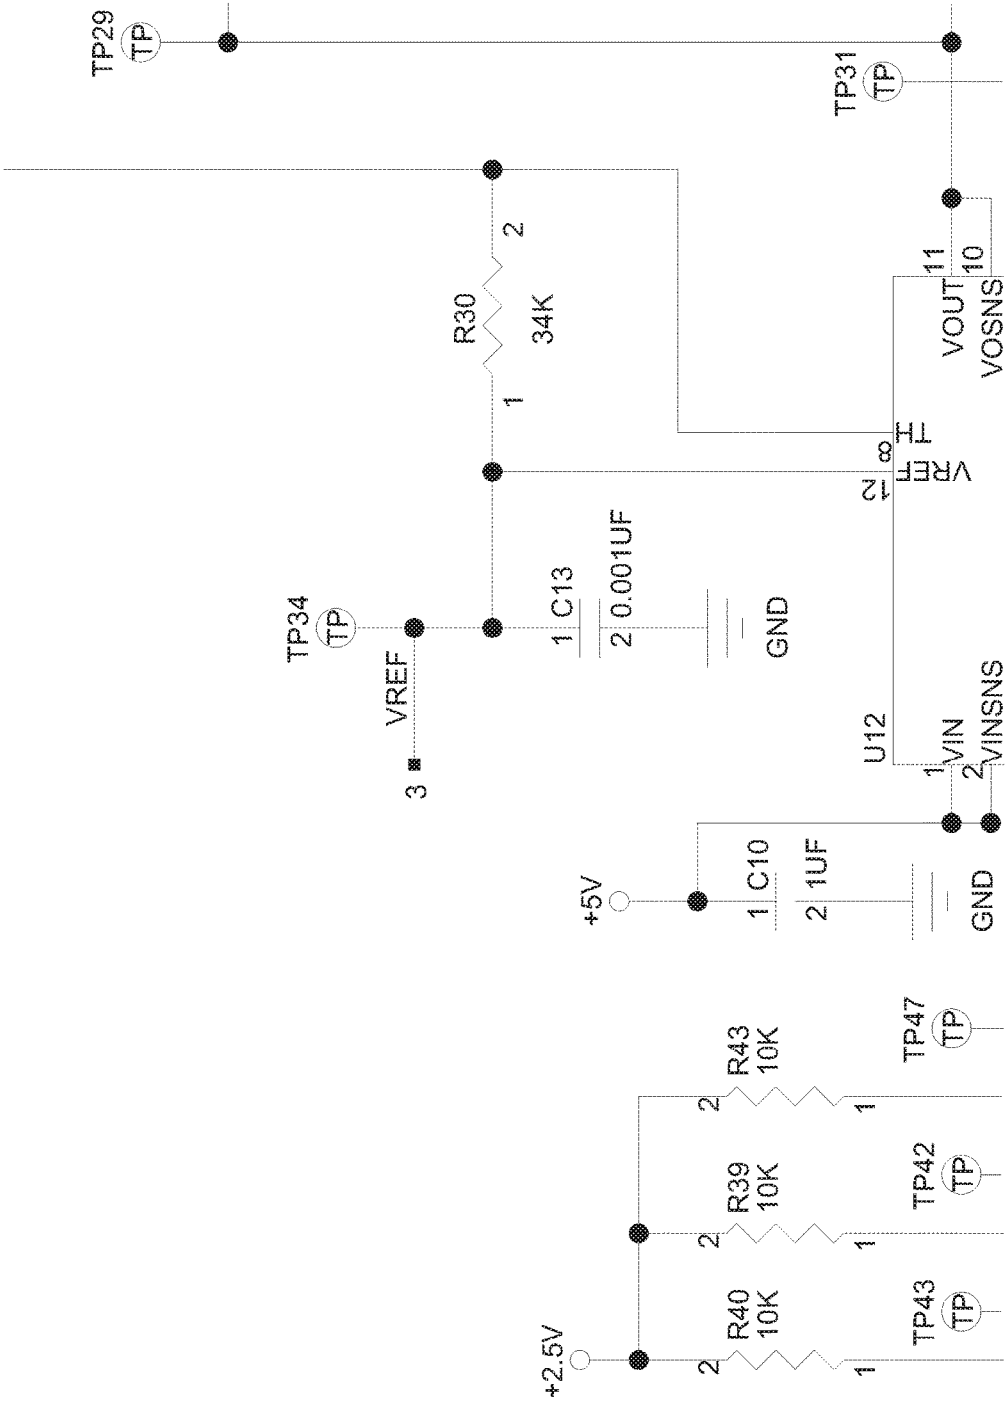 TP29
TP
TP31
TP
2
R30
34K
1
11
10
VOUT
VOSNS
8
TH
12
VREF
TP34
TP
VREF
3
1 C13
2 0.001UF
GND
U12
1
VIN
2
VINSNS
+5V
1 C10
2 1UF
GND
TP47
TP
R43
10K
2
1
TP42
TP
R39
10K
2
1
TP43
TP
R40
10K
2
1
+2.5V